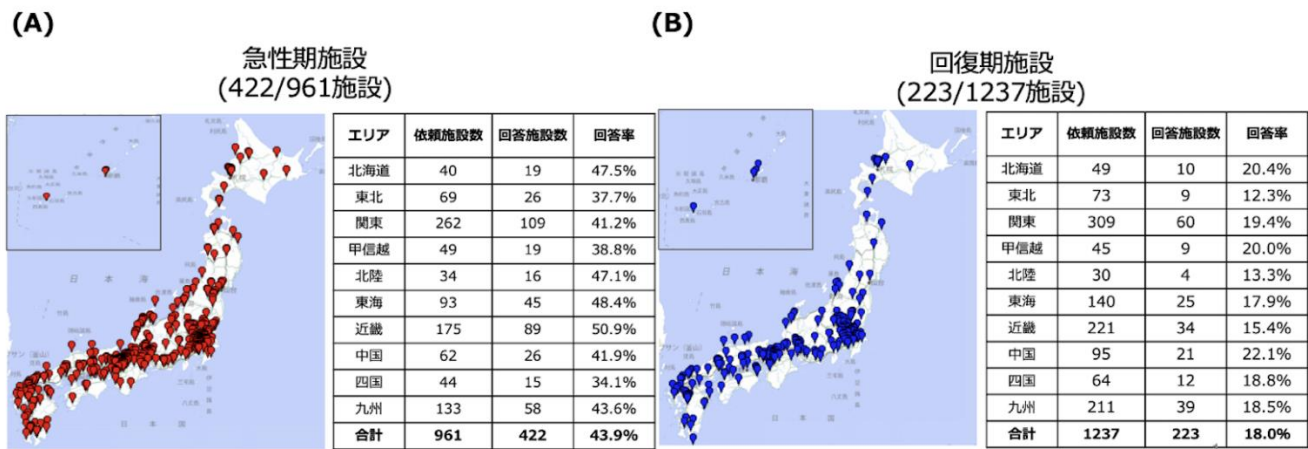 (A)
急性期施設
(422/961施設)
エリア 依頼施設数 回答施設数 回答率
北海道 40 19 47.5%
東北 69 26 37.7%
関東 262 109 41.2%
甲信越 49 19 38.8%
北陸 34 16 47.1%
東海 93 45 48.4%
近畿 175 89 50.9%
中国 62 26 41.9%
四国 44 15 34.1%
九州 133 58 43.6%
合計 961 422 43.9%
日本海
日本国
(B)
回復期施設
(223/1237施設)
エリア 依頼施設数 回答施設数 回答率
北海道 49 10 20.4%
東北 73 9 12.3%
関東 309 60 19.4%
甲信越 45 9 20.0%
北陸 30 4 13.3%
東海 140 25 17.9%
近畿 221 34 15.4%
中国 95 21 22.1%
四国 64 12 18.8%
九州 211 39 18.5%
合計 1237 223 18.0%
日本海
日本国